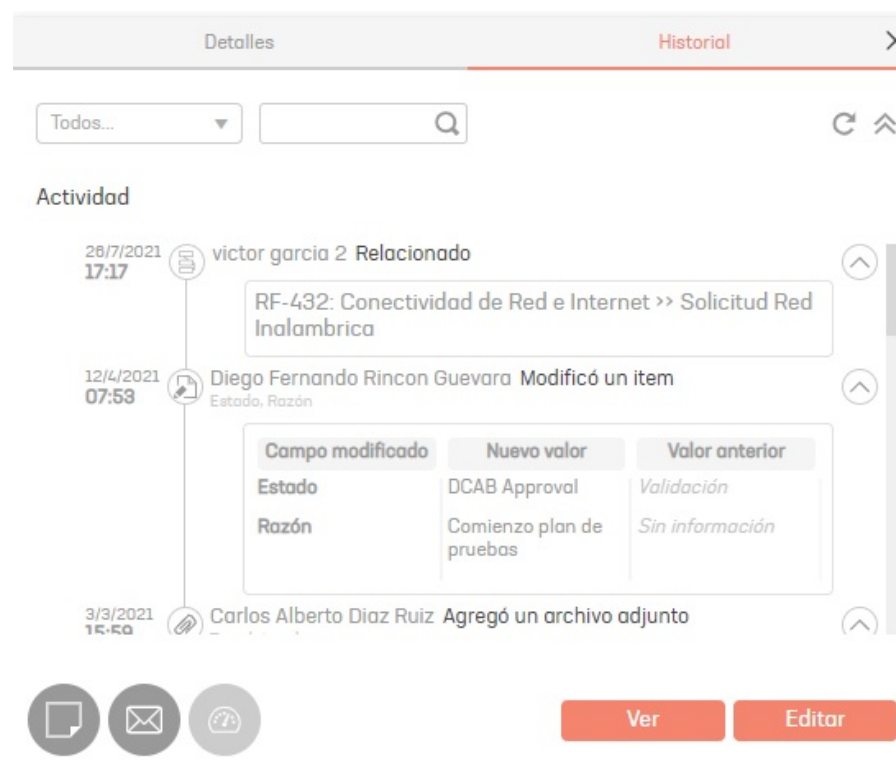 Detalles Historial
Todos...
Actividad
26/7/2021 victor garcia 2 Relacionado
17:17
RF-432: Conectividad de Red e Internet >> Solicitud Red
Inalambrica
12/4/2021 Diego Fernando Rincon Guevara Modificó un item
07:53 Estado, Razón
Campo modificado Nuevo valor Valor anterior
Estado DCAB Approval Validación
Razón Comienzo plan de Sin información
pruebas
3/3/2021 Carlos Alberto Diaz Ruiz Agregó un archivo adjunto
15:59
Ver Editar